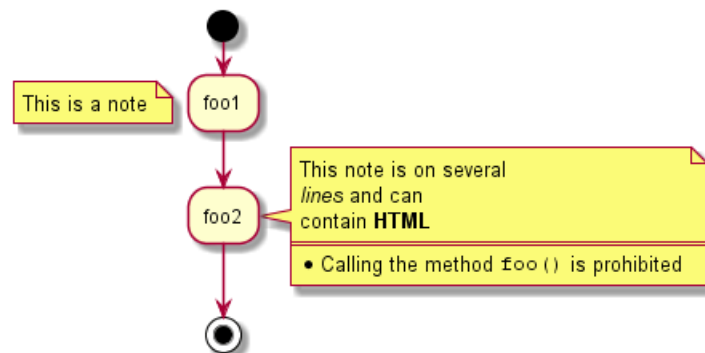 This is a note
foo1
foo2
This note is on several
lines and can
contain HTML
• Calling the method foo() is prohibited